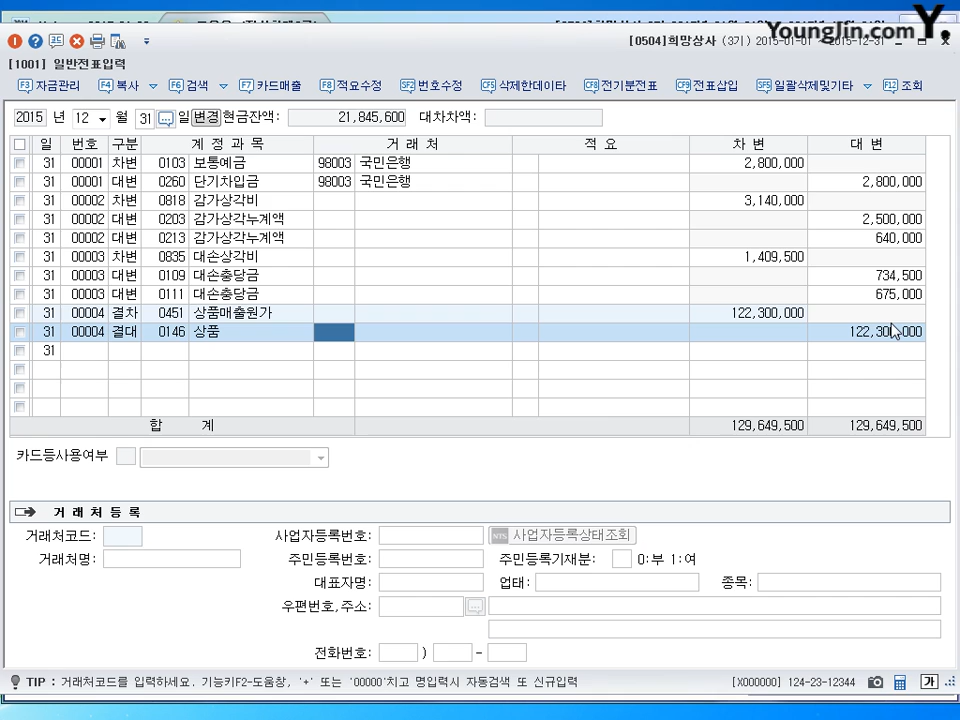 YoungJin.com Y.
[0504]희망상사 (3기) 2015-01-01 ~ 2015-12-31
[1001] 일반전표입력
F3 자금관리 F4 복사 F6 검색 F7 카드매출 F8 적요수정 SF2 번호수정 CF5 삭제한데이타 CF8 전기분전표 CF9 전표삽입 SF5 일괄삭제및기타 F12 조회
2015 년 12 월 31 일 변경 현금잔액: 21,845,600 대차차액:
일 번호 구분 계 정 과 목 거 래 처 적 요 차 변 대 변
31 00001 차변 0103 보통예금 98003 국민은행 2,800,000
31 00001 대변 0260 단기차입금 98003 국민은행 2,800,000
31 00002 차변 0818 감가상각비 3,140,000
31 00002 대변 0203 감가상각누계액 2,500,000
31 00002 대변 0213 감가상각누계액 640,000
31 00003 차변 0835 대손상각비 1,409,500
31 00003 대변 0109 대손충당금 734,500
31 00003 대변 0111 대손충당금 675,000
31 00004 결차 0451 상품매출원가 122,300,000
31 00004 결대 0146 상품 122,300,000
31
합 계 129,649,500 129,649,500
카드등사용여부
거 래 처 등 록
거래처코드: 사업자등록번호: NTS 사업자등록상태조회
거래처명: 주민등록번호: 주민등록기재분: 0:부 1:여
대표자명: 업태: 종목:
우편번호,주소:
전화번호: ) -
TIP : 거래처코드를 입력하세요. 기능키F2-도움창, '+' 또는 '00000'치고 명입력시 자동검색 또 신규입력 [X000000] 124-23-12344 가